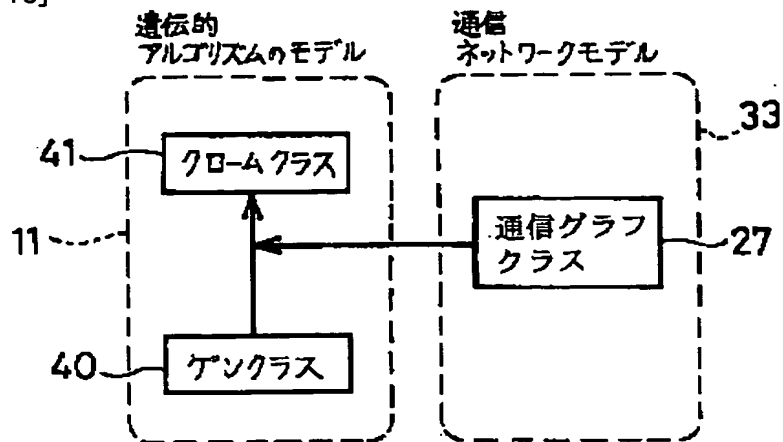 遺伝的
アルゴリズムのモデル
通信
ネットワークモデル
33
41
クロームクラス
11
通信グラフ
クラス
27
40
ゲンクラス